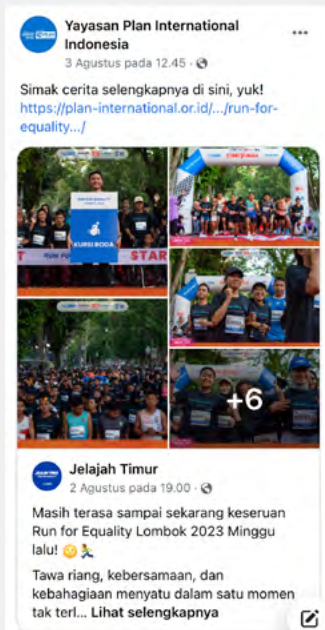 Yayasan Plan International
Indonesia
3 Agustus pada 12.45 ·
Simak cerita selengkapnya di sini, yuk!
https://plan-international.or.id/.../run-for-
equality.../
KURSI RODA
START
RUN FOR
STAR
+6
Jelajah Timur
2 Agustus pada 19.00 ·
Masih terasa sampai sekarang keseruan
Run for Equality Lombok 2023 Minggu
lalu! 😳🏃
Tawa riang, kebersamaan, dan
kebahagiaan menyatu dalam satu momen
tak terl... Lihat selengkapnya